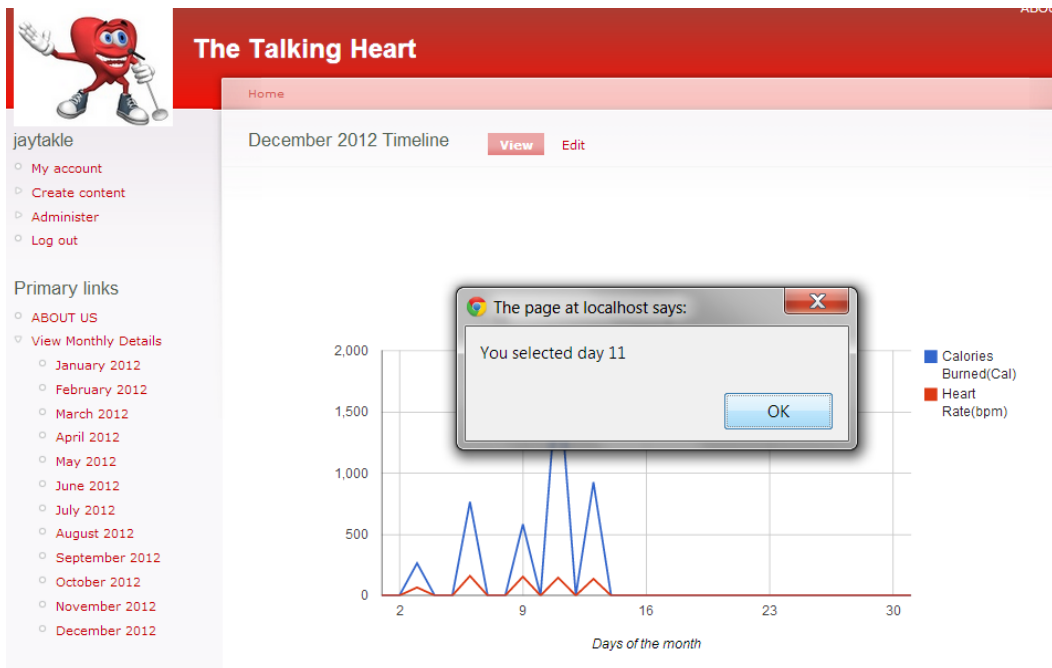 The Talking Heart
Home
jaytakle
My account
Create content
Administer
Log out
Primary links
ABOUT US
View Monthly Details
January 2012
February 2012
March 2012
April 2012
May 2012
June 2012
July 2012
August 2012
September 2012
October 2012
November 2012
December 2012
December 2012 Timeline
View
Edit
The page at localhost says:
You selected day 11
OK
2,000
1,500
1,000
500
0
2
9
16
23
30
Days of the month
Calories
Burned(Cal)
Heart
Rate(bpm)